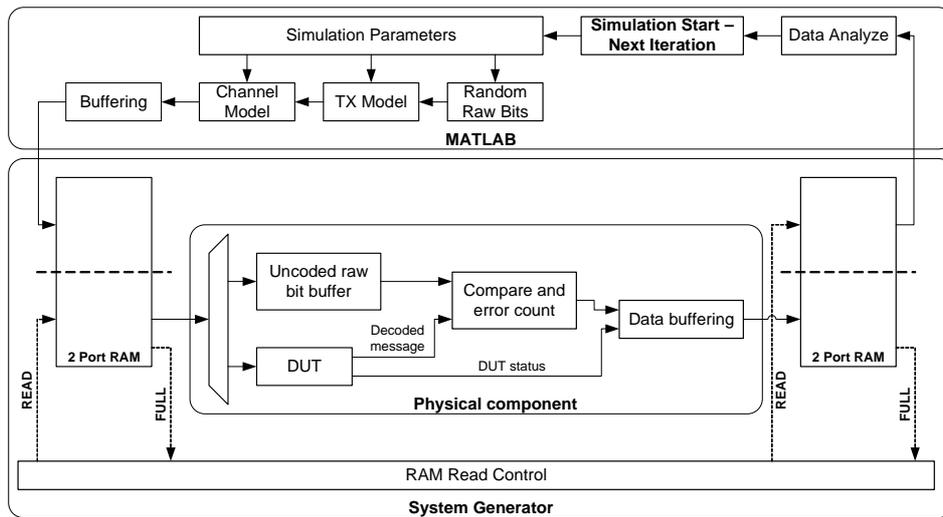 Simulation Parameters
Simulation Start –
Next Iteration
Data Analyze
Buffering
Channel
Model
TX Model
Random
Raw Bits
MATLAB
Uncoded raw
bit buffer
Compare and
error count
Data buffering
Decoded
message
DUT
DUT status
2 Port RAM
2 Port RAM
READ
FULL
Physical component
READ
FULL
RAM Read Control
System Generator